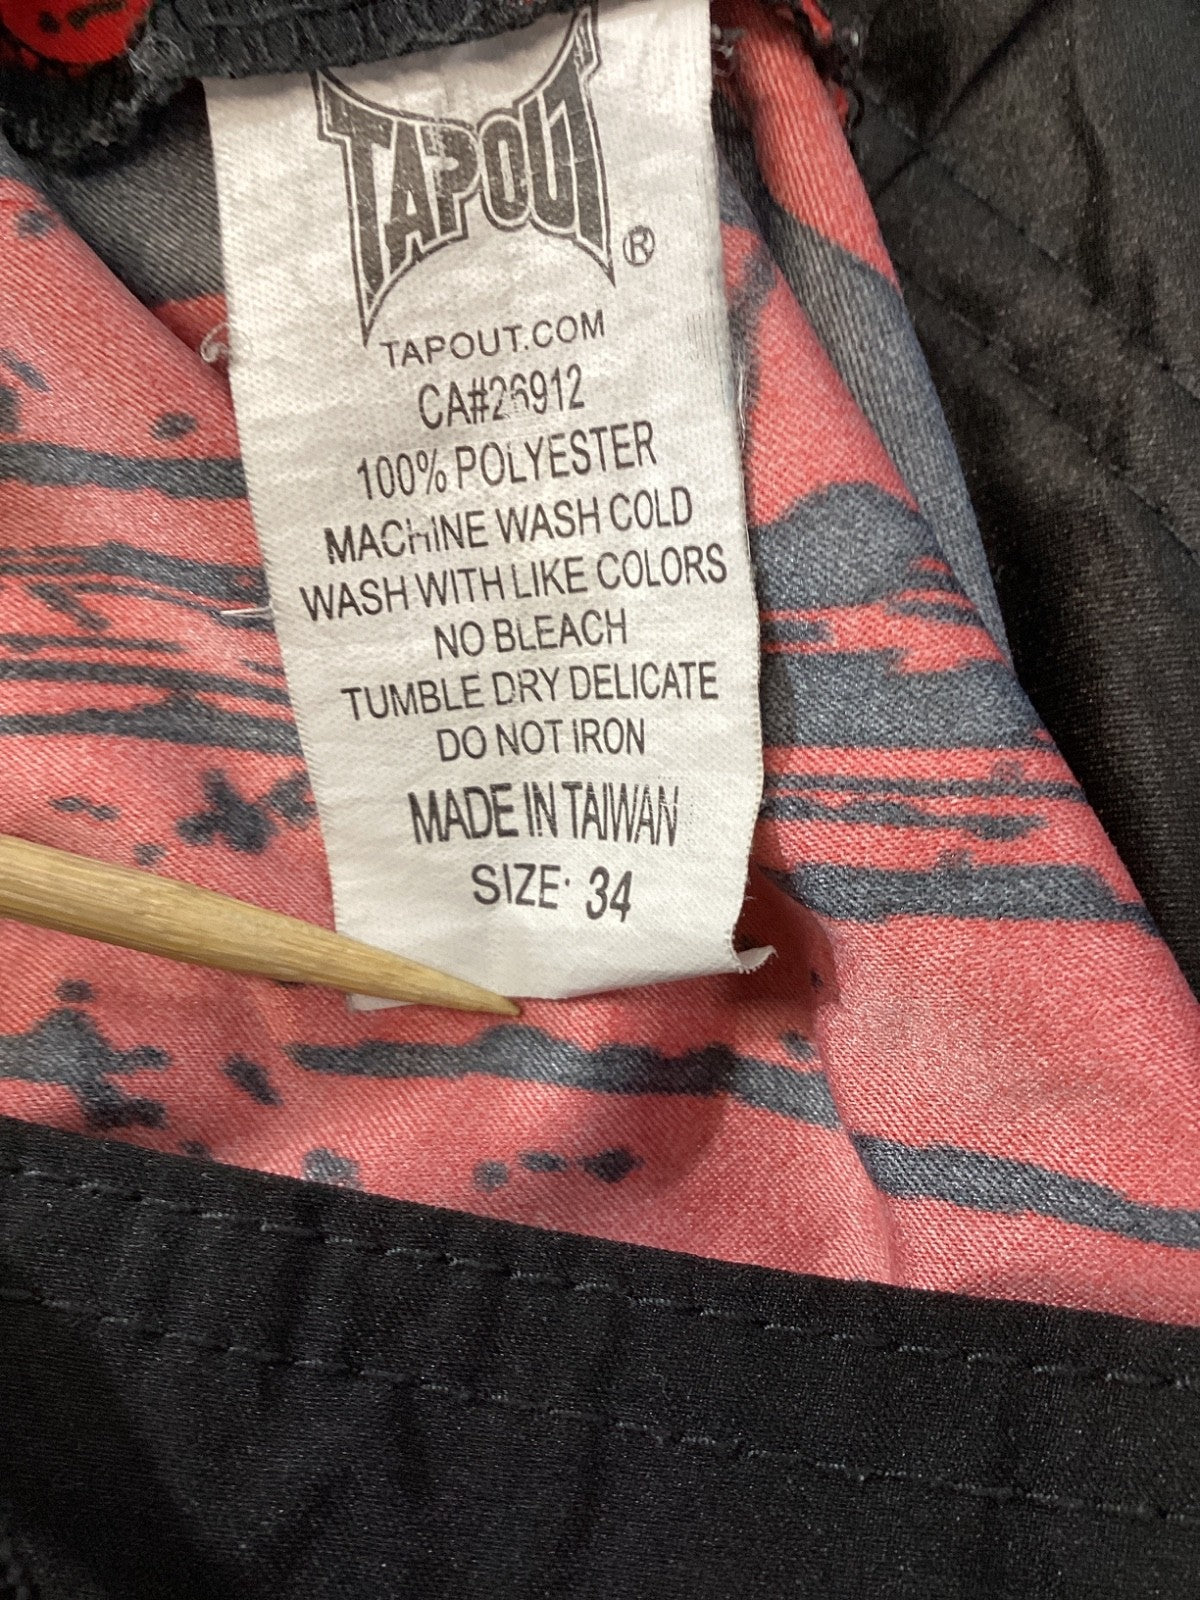 TAPOUT
®
TAPOUT.COM
CA#26912
100% POLYESTER
MACHINE WASH COLD
WASH WITH LIKE COLORS
NO BLEACH
TUMBLE DRY DELICATE
DO NOT IRON
MADE IN TAIWAN
SIZE: 34